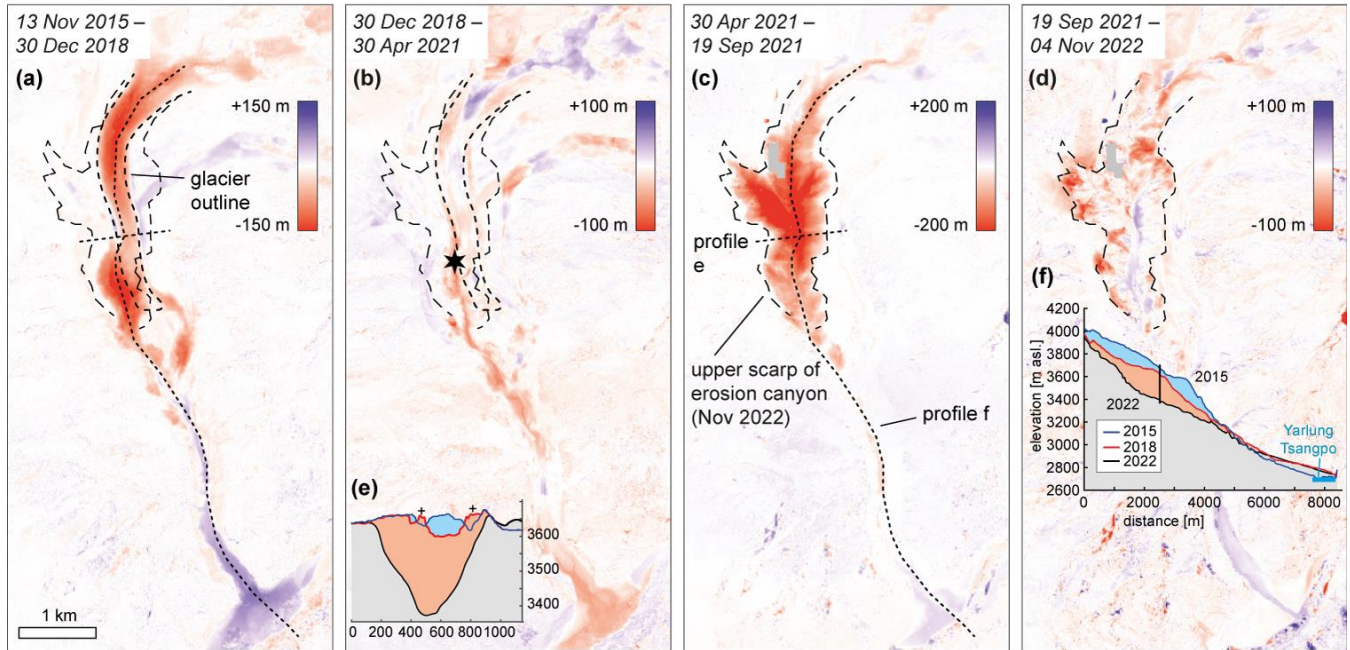 13 Nov 2015 –
30 Dec 2018
(a)
+150 m
-150 m
glacier
outline
1 km
30 Dec 2018 –
30 Apr 2021
(b)
+100 m
-100 m
(e)
3600
3500
3400
0 200 400 600 800 1000
30 Apr 2021 –
19 Sep 2021
(c)
+200 m
-200 m
profile
e
upper scarp of
erosion canyon
(Nov 2022)
profile f
19 Sep 2021 –
04 Nov 2022
(d)
+100 m
-100 m
(f)
4200
4000
3800
3600
3400
3200
3000
2800
2600
elevation [m asl.]
2015
2022
2015
2018
2022
Yarlung
Tsangpo
0 2000 4000 6000 8000
distance [m]